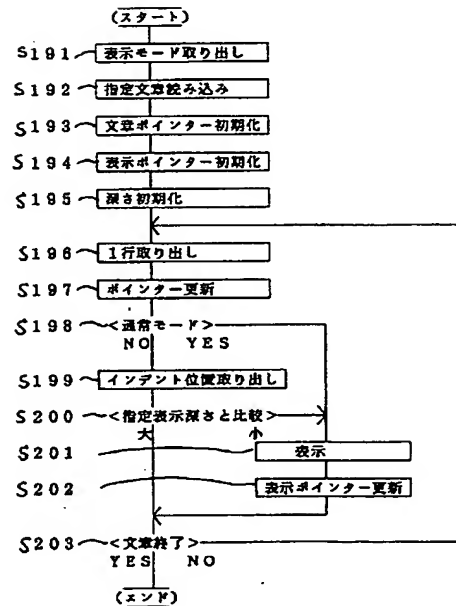 (スタート)
S191 表示モード取り出し
S192 指定文章読み込み
S193 文章ポインター初期化
S194 表示ポインター初期化
S195 深さ初期化
S196 1行取り出し
S197 ポインター更新
S198 <通常モード>
NO YES
S199 インデント位置取り出し
S200 <指定表示深さと比較>
大 小
S201 表示
S202 表示ポインター更新
S203 <文章終了>
YES NO
(エンド)